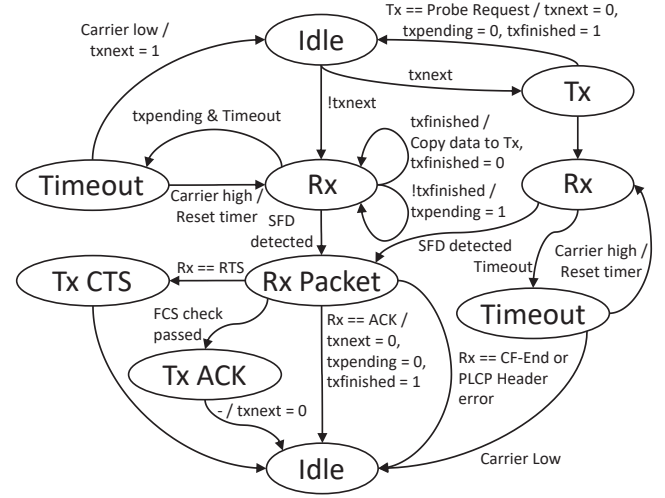 Tx == Probe Request / txnext = 0,
txpending = 0, txfinished = 1
Carrier low /
txnext = 1
Idle
txnext
Tx
!txnext
txpending & Timeout
txfinished /
Copy data to Tx,
txfinished = 0
Timeout
Rx
Rx
Carrier high /
Reset timer
!txfinished /
txpending = 1
SFD
detected
SFD detected
Timeout
Carrier high /
Reset timer
Tx CTS
Rx == RTS
Rx Packet
Timeout
FCS check
passed
Rx == ACK /
txnext = 0,
txpending = 0,
txfinished = 1
Rx == CF-End or
PLCP Header
error
Tx ACK
- / txnext = 0
Idle
Carrier Low